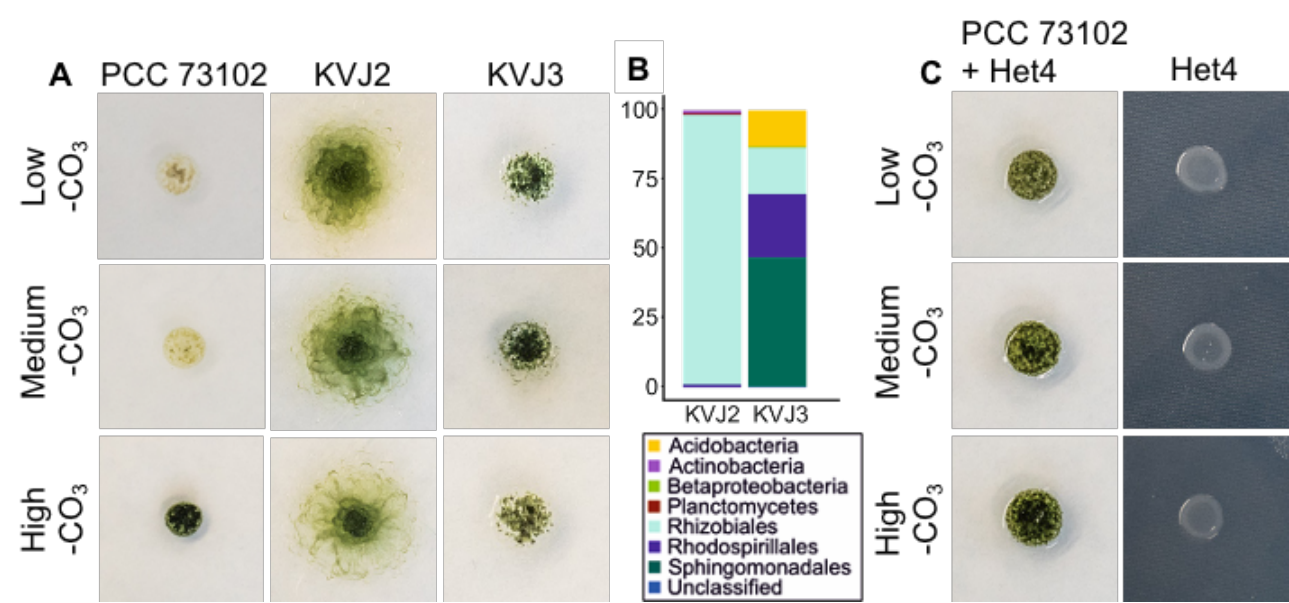 A PCC 73102 KVJ2 KVJ3
Low
-CO₃
Medium
-CO₃
High
-CO₃
B
100
75
50
25
0
KVJ2 KVJ3
Acidobacteria
Actinobacteria
Betaproteobacteria
Planctomycetes
Rhizobiales
Rhodospirillales
Sphingomonadales
Unclassified
C PCC 73102
+ Het4 Het4
Low
-CO₃
Medium
-CO₃
High
-CO₃